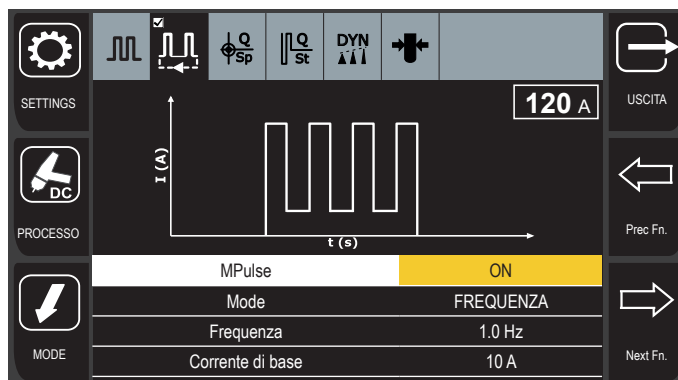 SETTINGS
DC
PROCESSO
MODE
Q
Sp
Q
St
DYN
120 A
I (A)
t (s)
MPulse ON
Mode FREQUENZA
Frequenza 1.0 Hz
Corrente di base 10 A
USCITA
Prec Fn.
Next Fn.